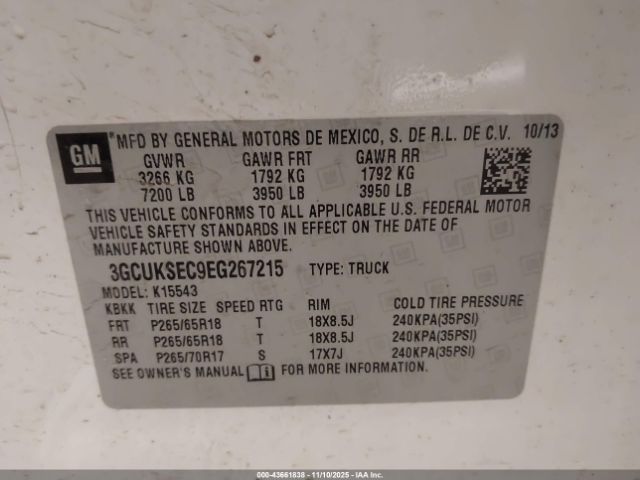 GM ® MFD BY GENERAL MOTORS DE MEXICO, S. DE R.L. DE C.V. 10/13
GVWR GAWR FRT GAWR RR
3266 KG 1792 KG 1792 KG
7200 LB 3950 LB 3950 LB
THIS VEHICLE CONFORMS TO ALL APPLICABLE U.S. FEDERAL MOTOR
VEHICLE SAFETY STANDARDS IN EFFECT ON THE DATE OF
MANUFACTURE SHOWN ABOVE.
3GCUKSEC9EG267215 TYPE: TRUCK
MODEL: K15543
KBKK TIRE SIZE SPEED RTG RIM COLD TIRE PRESSURE
FRT P265/65R18 T 18X8.5J 240KPA(35PSI)
RR P265/65R18 T 18X8.5J 240KPA(35PSI)
SPA P265/70R17 S 17X7J 240KPA(35PSI)
SEE OWNER'S MANUAL FOR MORE INFORMATION.
000-43661838 - 11/10/2025 - IAAI.COM